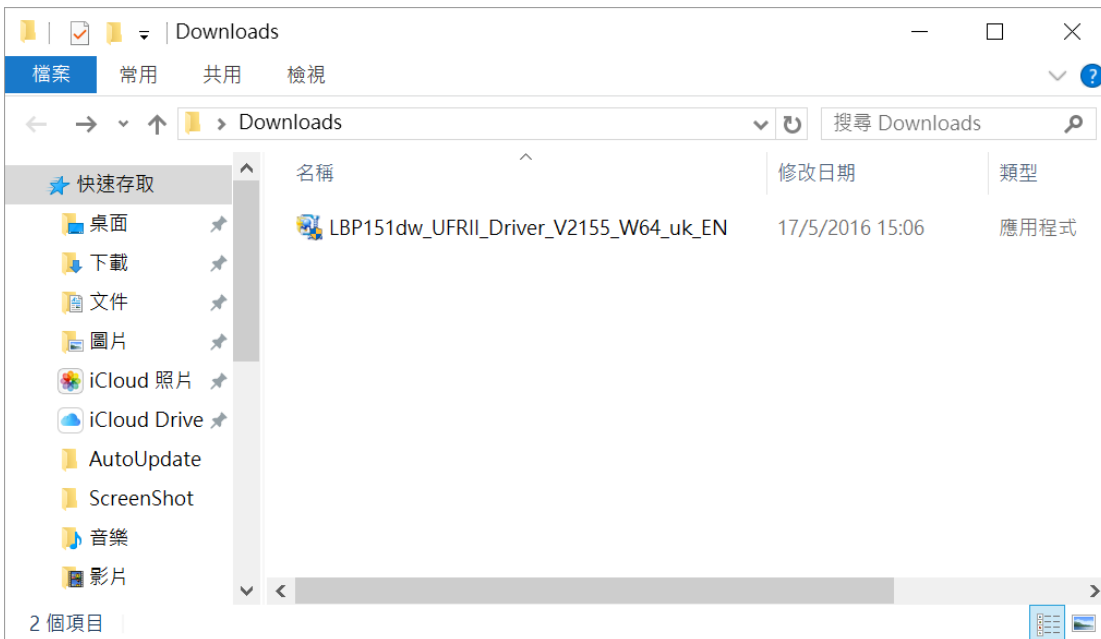 Downloads
檔案 常用 共用 檢視
Downloads 搜尋 Downloads
名稱 修改日期 類型
快速存取
桌面
LBP151dw_UFRII_Driver_V2155_W64_uk_EN 17/5/2016 15:06 應用程式
下載
文件
圖片
iCloud 照片
iCloud Drive
AutoUpdate
ScreenShot
音樂
影片
2 個項目